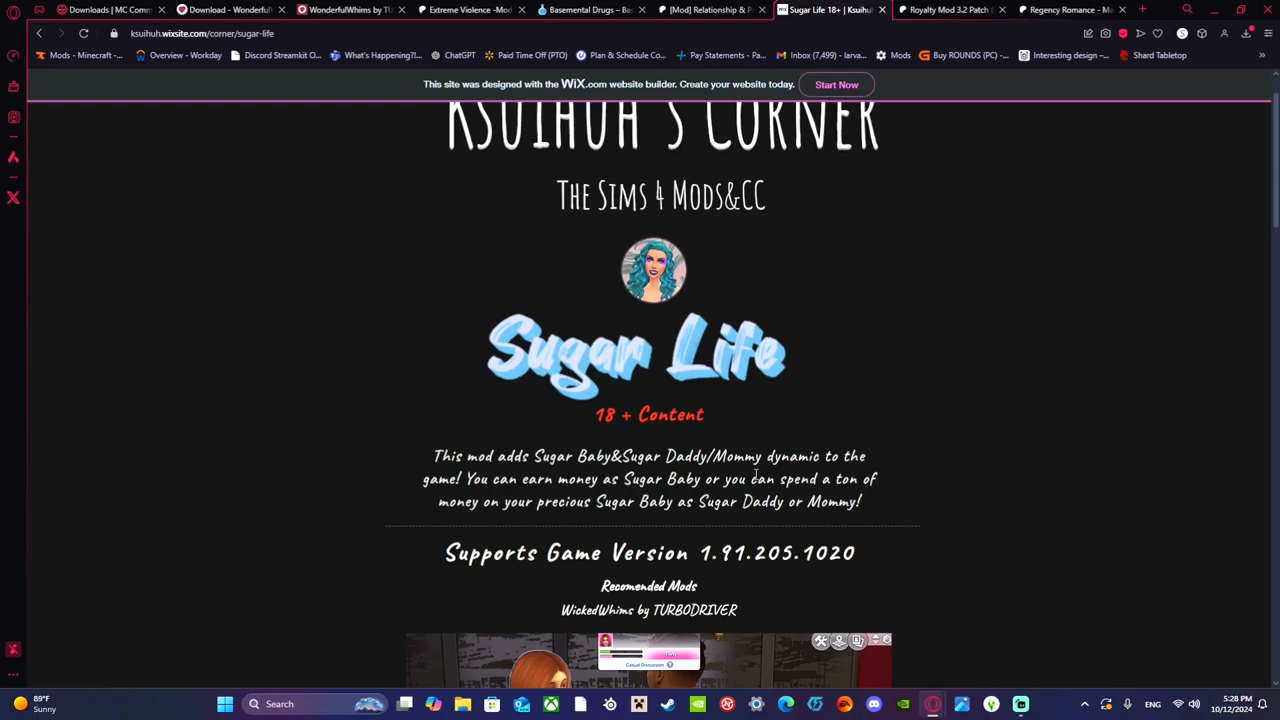 Downloads | MC Comm
Download - Wonderful
WonderfulWhims by T
Extreme Violence -Mod
Basemental Drugs – Bas
[Mod] Relationship & P
Sugar Life 18+ | Ksuihuh
Royalty Mod 3.2 Patch
Regency Romance - Me
ksuihuh.wixsite.com/corner/sugar-life
Mods - Minecraft -...
Overview - Workday
Discord Streamkit O...
What's Happening!?...
ChatGPT
Paid Time Off (PTO)
Plan & Schedule Co...
Pay Statements - Pa...
Inbox (7,499) - larva...
Mods
Buy ROUNDS (PC) -...
Interesting design –...
Shard Tabletop
This site was designed with the WiX.com website builder. Create your website today. Start Now
KSUIHUH'S CORNER
THE SIMS 4 MODS&CC
Sugar Life
18 + Content
This mod adds Sugar Baby&Sugar Daddy/Mommy dynamic to the
game! You can earn money as Sugar Baby or you can spend a ton of
money on your precious Sugar Baby as Sugar Daddy or Mommy!
Supports Game Version 1.91.205.1020
Recomended Mods
WickedWhims by TURBODRIVER
Casual Discussion
89°F
Sunny
Search
5:28 PM
10/12/2024